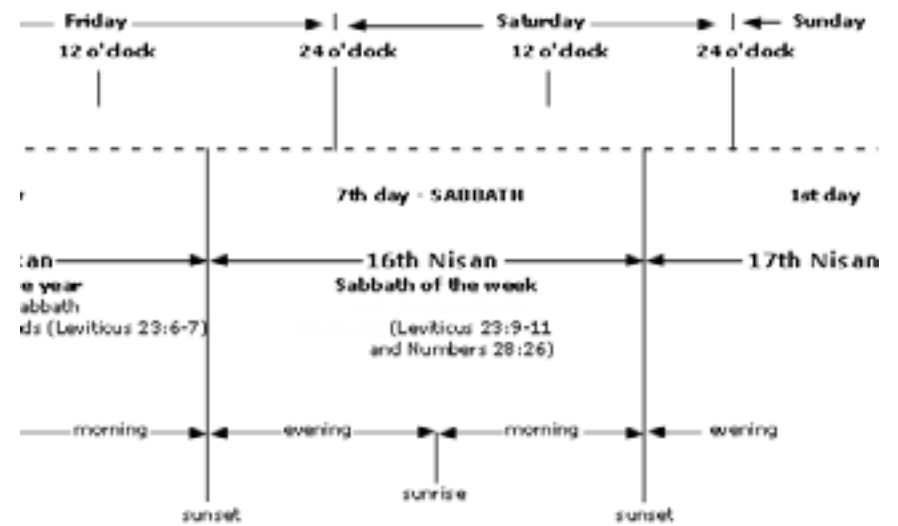 Friday Saturday Sunday
12 o'clock 24 o'clock 12 o'clock 24 o'clock
7th day - SABBATH 1st day
an 16th Nisan 17th Nisan
e year Sabbath of the week
abbath
ds (Leviticus 23:6-7) (Leviticus 23:9-11
and Numbers 28:26)
morning evening morning evening
sunrise
sunset sunset